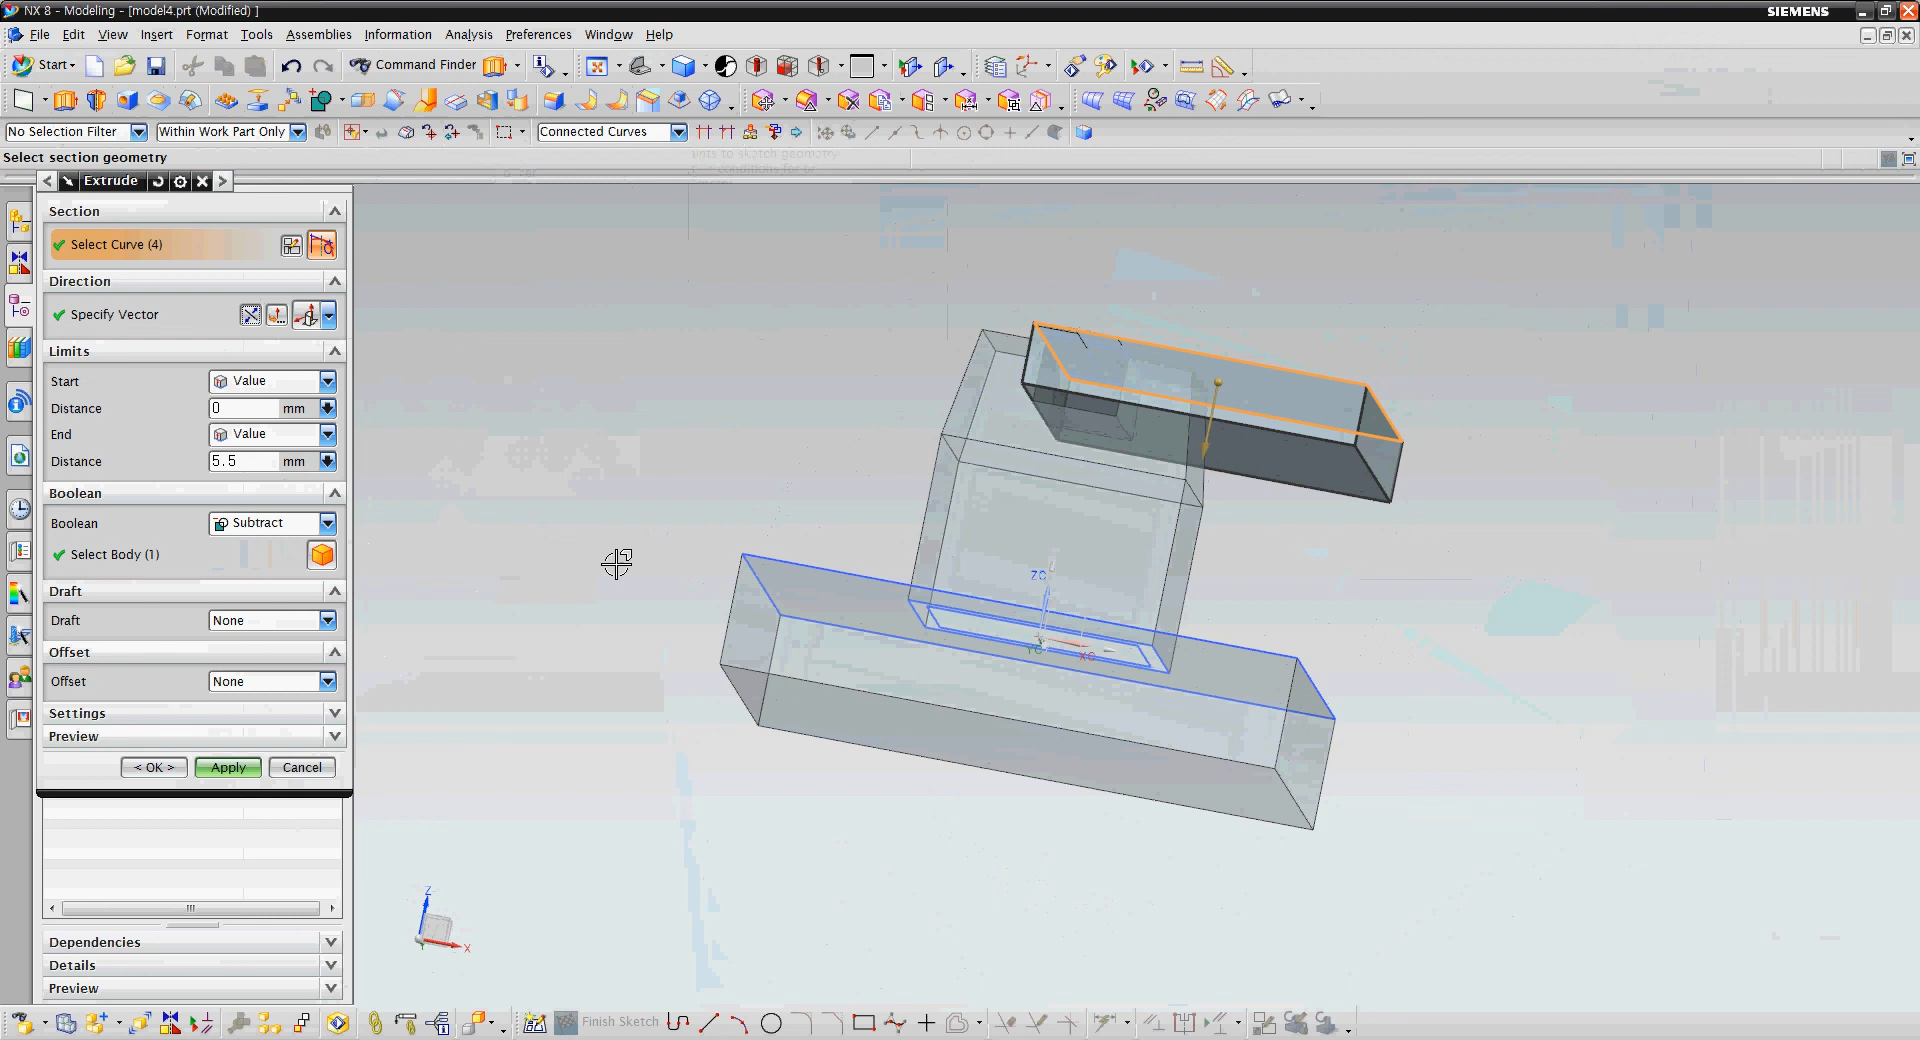 NX 8 - Modeling - [model4.prt (Modified) ]
SIEMENS
File Edit View Insert Format Tools Assemblies Information Analysis Preferences Window Help
Start Command Finder
No Selection Filter Within Work Part Only Connected Curves
Select section geometry
Extrude
Section
Select Curve (4)
Direction
Specify Vector
Limits
Start Value
Distance 0 mm
End Value
Distance 5.5 mm
Boolean
Boolean Subtract
Select Body (1)
Draft
Draft None
Offset
Offset None
Settings
Preview
< OK > Apply Cancel
ZC
YC XC
Z
X
Dependencies
Details
Preview
Finish Sketch